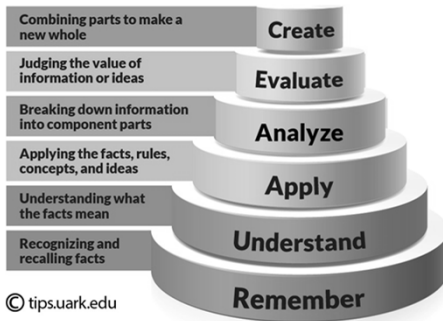 Combining parts to make a
new whole
Create
Judging the value of
information or ideas
Evaluate
Breaking down information
into component parts
Analyze
Applying the facts, rules,
concepts, and ideas
Apply
Understanding what
the facts mean
Understand
Recognizing and
recalling facts
Remember
© tips.uark.edu